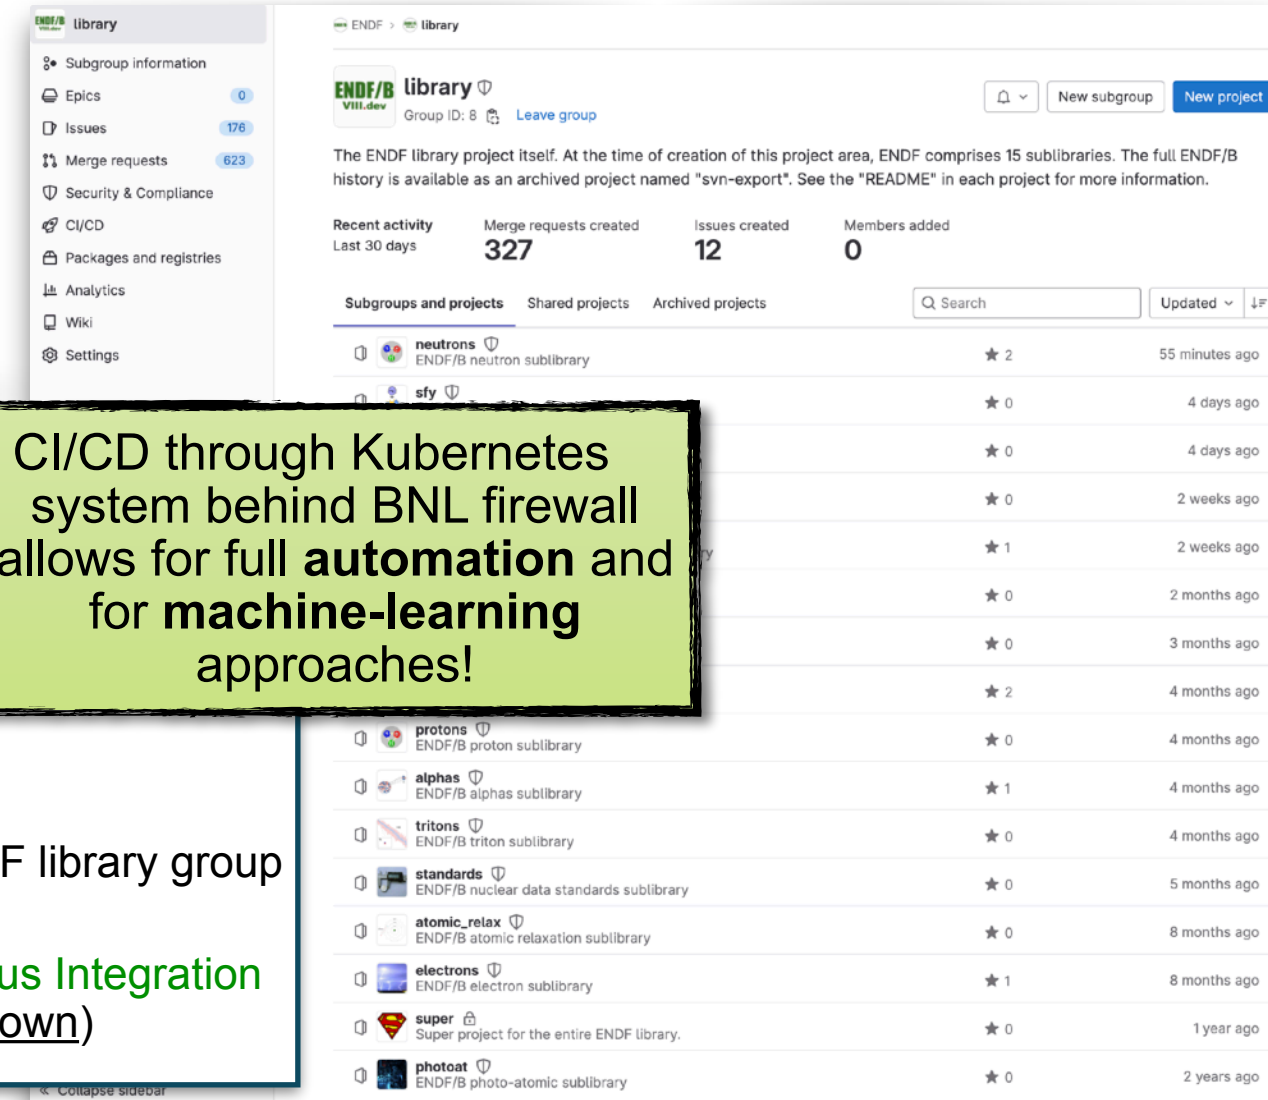 ENDF/B
VIII.dev
library
Subgroup information
Epics 0
Issues 176
Merge requests 623
Security & Compliance
CI/CD
Packages and registries
Analytics
Wiki
Settings
« Collapse sidebar
ENDF > library
ENDF/B
VIII.dev
library
Group ID: 8 Leave group
New subgroup
New project
The ENDF library project itself. At the time of creation of this project area, ENDF comprises 15 sublibraries. The full ENDF/B
history is available as an archived project named "svn-export". See the "README" in each project for more information.
Recent activity
Last 30 days
Merge requests created
327
Issues created
12
Members added
0
Subgroups and projects Shared projects Archived projects
Search
Updated
neutrons
ENDF/B neutron sublibrary
2 55 minutes ago
sfy
0 4 days ago
0 4 days ago
0 2 weeks ago
1 2 weeks ago
0 2 months ago
0 3 months ago
2 4 months ago
protons
ENDF/B proton sublibrary
0 4 months ago
alphas
ENDF/B alphas sublibrary
1 4 months ago
tritons
ENDF/B triton sublibrary
0 4 months ago
standards
ENDF/B nuclear data standards sublibrary
0 5 months ago
atomic_relax
ENDF/B atomic relaxation sublibrary
0 8 months ago
electrons
ENDF/B electron sublibrary
1 8 months ago
super
Super project for the entire ENDF library.
0 1 year ago
photoat
ENDF/B photo-atomic sublibrary
0 2 years ago
CI/CD through Kubernetes
system behind BNL firewall
allows for full automation and
for machine-learning
approaches!
F library group
us Integration
own)